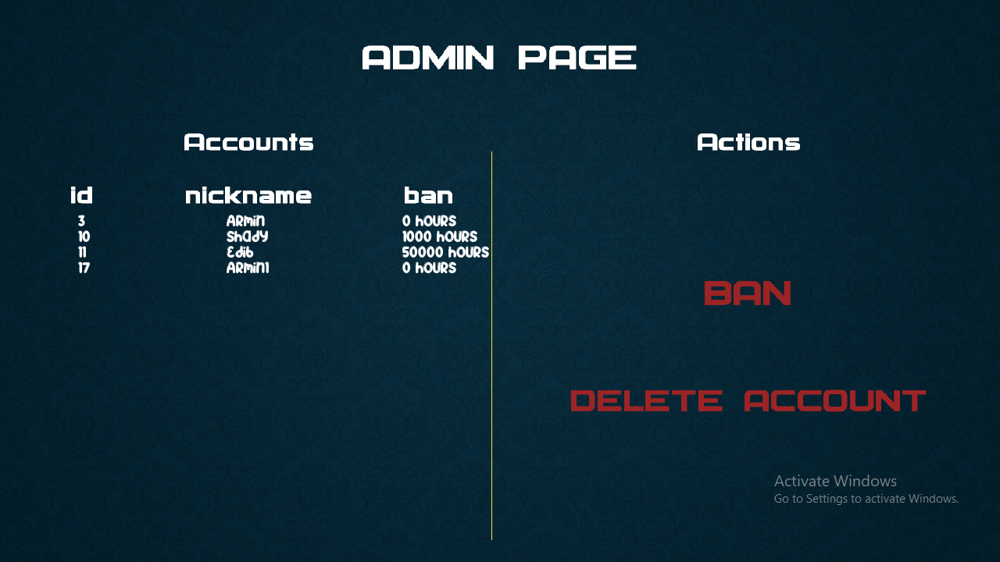 ADMIN PAGE
Accounts
Actions
id nickname ban
3 Armin 0 hours
10 Shady 1000 hours
11 Edib 50000 hours
17 Armin1 0 hours
BAN
DELETE ACCOUNT
Activate Windows
Go to Settings to activate Windows.